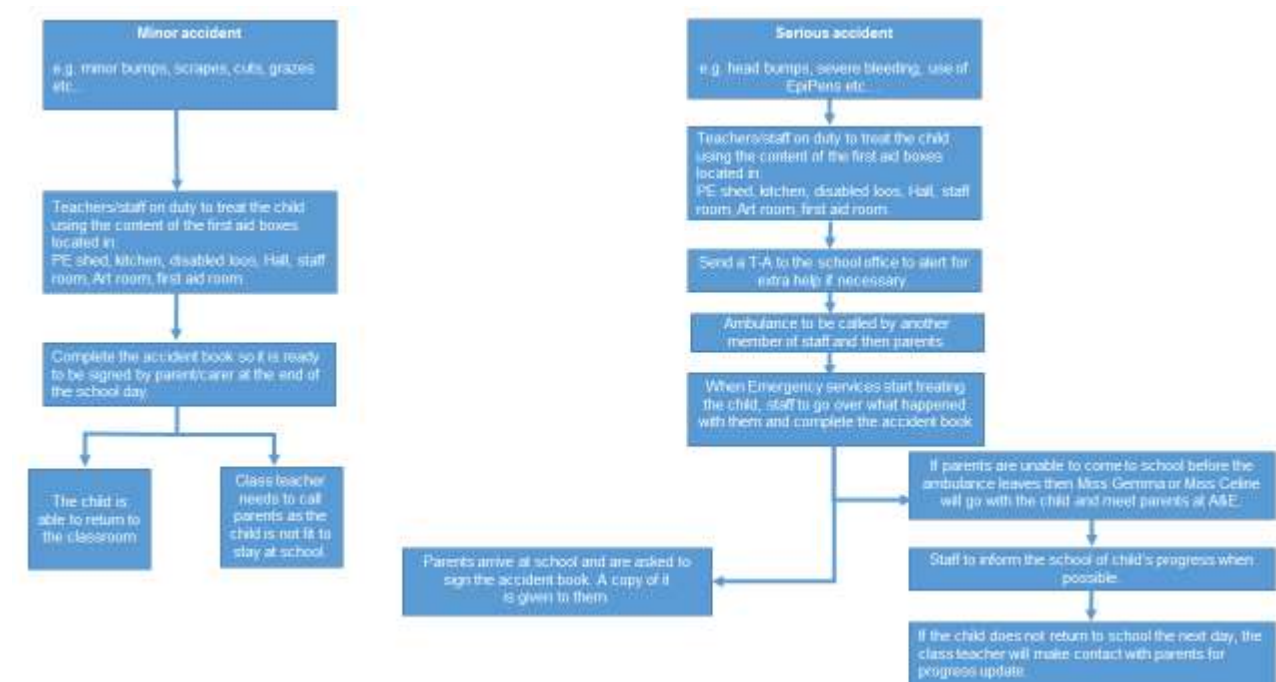 Minor accident
e.g. minor bumps, scrapes, cuts, grazes
etc...
Teachers/staff on duty to treat the child
using the content of the first aid boxes
located in
PE shed, kitchen, disabled loos, Hall, staff
room, Art room, first aid room
Complete the accident book so it is ready
to be signed by parent/carer at the end of
the school day.
The child is
able to return to
the classroom
Class teacher
needs to call
parents as the
child is not fit to
stay at school.
Serious accident
e.g. head bumps, severe bleeding, use of
EpiPens etc...
Teachers/staff on duty to treat the child
using the content of the first aid boxes
located in
PE shed, kitchen, disabled loos, Hall, staff
room, Art room, first aid room
Send a T-A to the school office to alert for
extra help if necessary
Ambulance to be called by another
member of staff and then parents
When Emergency services start treating
the child, staff to go over what happened
with them and complete the accident book
Parents arrive at school and are asked to
sign the accident book. A copy of it
is given to them
If parents are unable to come to school before the
ambulance leaves then Miss Gemma or Miss Celine
will go with the child and meet parents at A&E.
Staff to inform the school of child's progress when
possible.
If the child does not return to school the next day, the
class teacher will make contact with parents for
progress update.